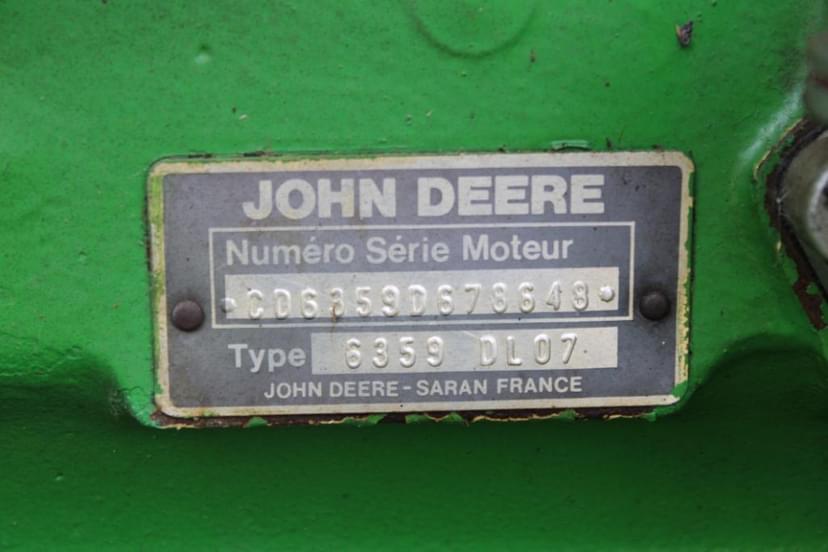 JOHN DEERE
Numéro Série Moteur
•CD6359D678648•
Type 6359 DL07
JOHN DEERE-SARAN FRANCE